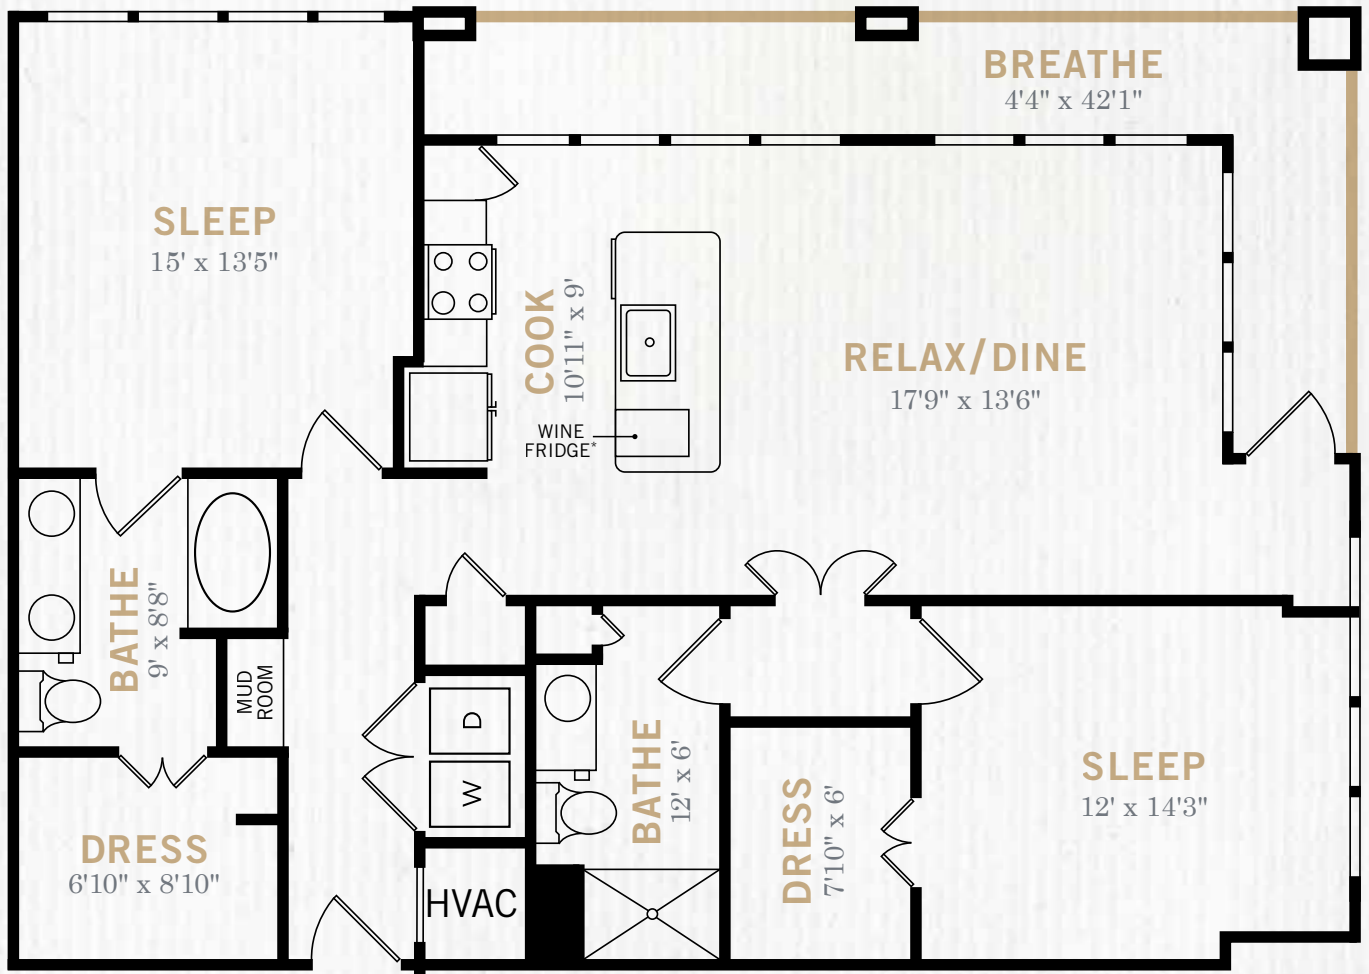 BREATHE
4'4" x 42'1"
SLEEP
15' x 13'5"
COOK
10'11" x 9'
RELAX/DINE
17'9" x 13'6"
WINE
FRIDGE*
BATHE
9' x 8'8"
MUD
ROOM
D
W
BATHE
12' x 6'
DRESS
7'10" x 6'
SLEEP
12' x 14'3"
DRESS
6'10" x 8'10"
HVAC